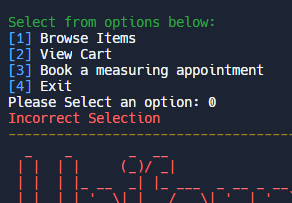 Select from options below:
[1] Browse Items
[2] View Cart
[3] Book a measuring appointment
[4] Exit
Please Select an option: 0
Incorrect Selection